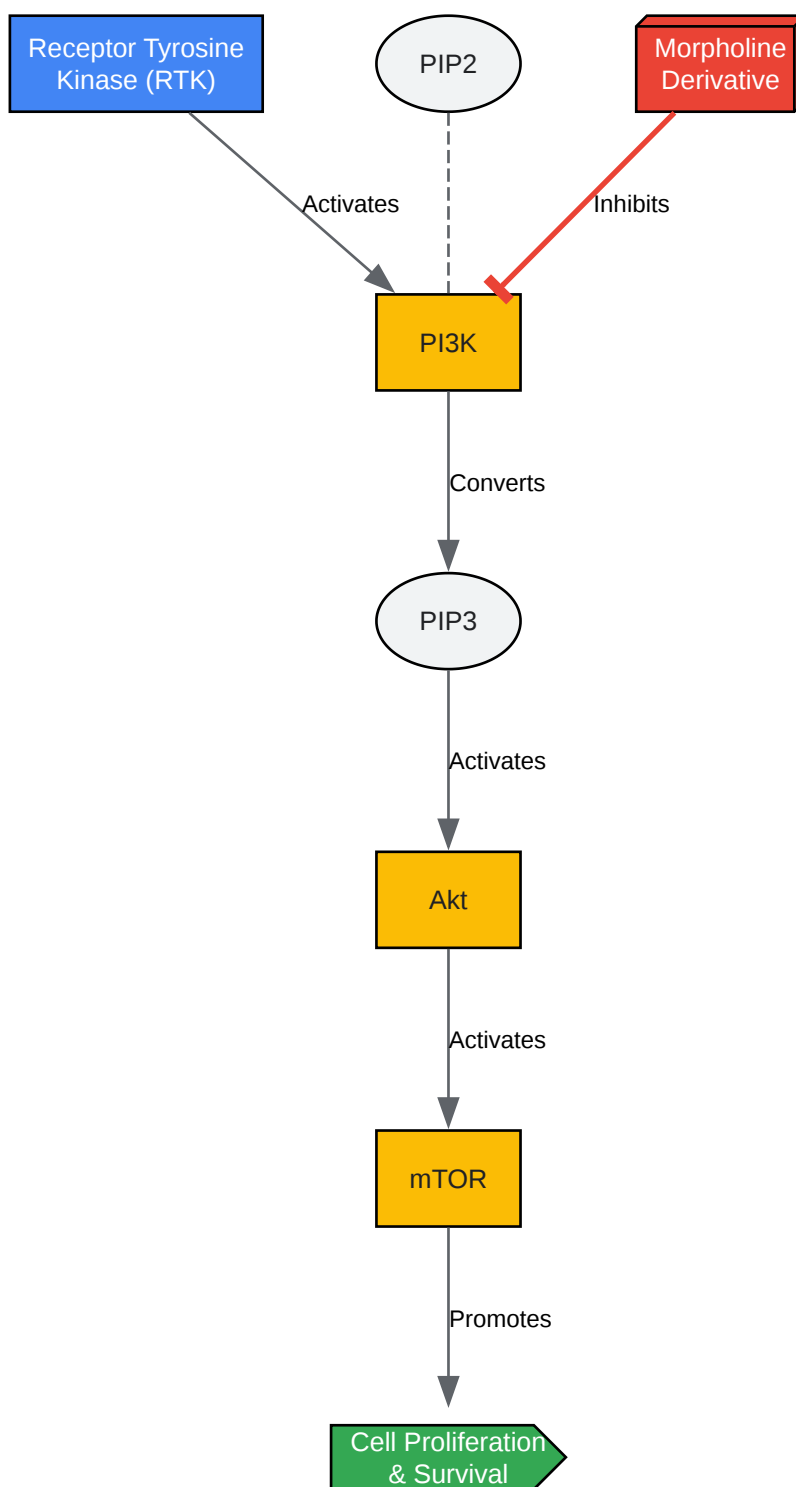 Receptor Tyrosine
Kinase (RTK)
PIP2
Morpholine
Derivative
Activates
Inhibits
PI3K
Converts
PIP3
Activates
Akt
Activates
mTOR
Promotes
Cell Proliferation
& Survival